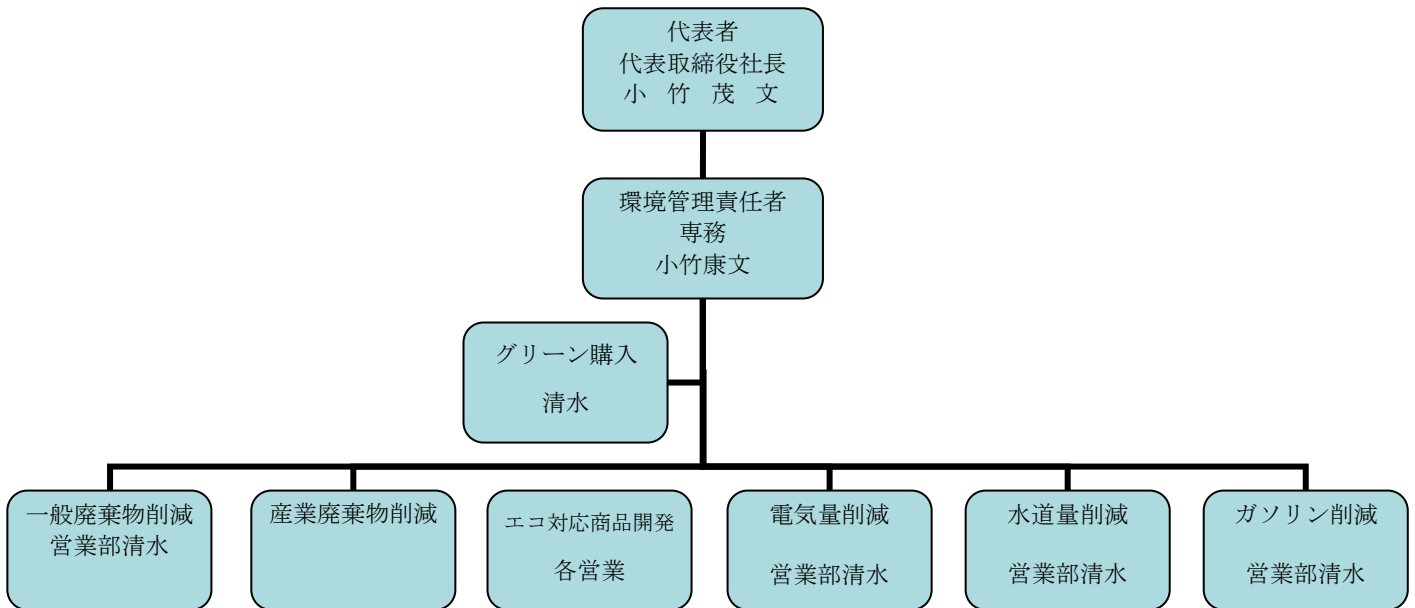 代表者
代表取締役社長
小　竹　茂　文
環境管理責任者
専務
小竹康文
グリーン購入
清水
一般廃棄物削減
営業部清水
産業廃棄物削減
エコ対応商品開発
各営業
電気量削減
営業部清水
水道量削減
営業部清水
ガソリン削減
営業部清水